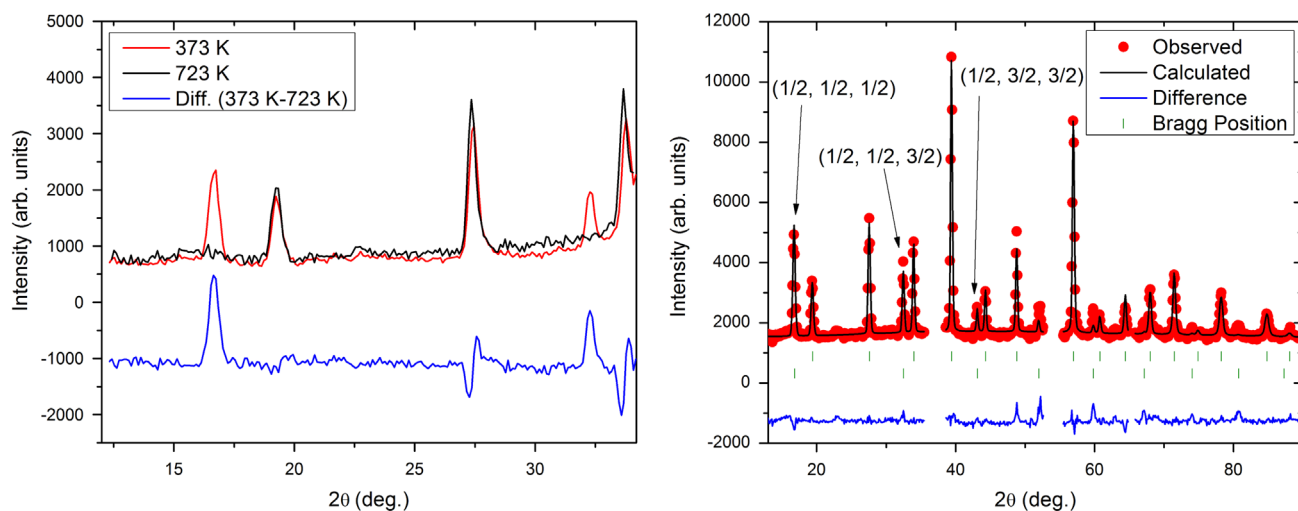 5000
4000
3000
2000
1000
0
-1000
-2000
Intensity (arb. units)
373 K
723 K
Diff. (373 K-723 K)
15
20
25
30
2θ (deg.)
12000
10000
8000
6000
4000
2000
0
-2000
Intensity (arb. units)
(1/2, 1/2, 1/2)
(1/2, 1/2, 3/2)
(1/2, 3/2, 3/2)
Observed
Calculated
Difference
Bragg Position
20
40
60
80
2θ (deg.)